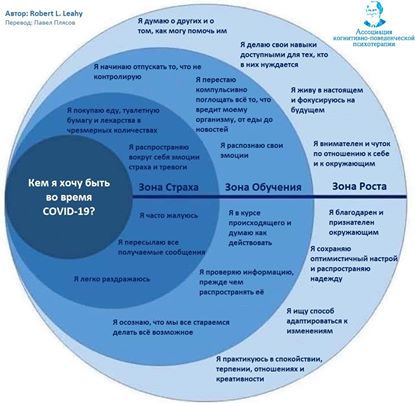 Автор: Robert L. Leahy
Перевод: Павел Плясов
Ассоциация
когнитивно-поведенческой
психотерапии
Я думаю о других и о
том, как могу помочь им
Я делаю свои навыки
доступными для тех, кто
в них нуждается
Я начинаю отпускать то, что не
контролирую
Я перестаю
компульсивно
поглощать всё то, что
вредит моему
организму, от еды до
новостей
Я живу в настоящем
и фокусируюсь на
будущем
Я покупаю еду, туалетную
бумагу и лекарства в
чрезмерных количествах
Я распространяю
вокруг себя эмоции
страха и тревоги
Я распознаю свои
эмоции
Я внимателен и чуток
по отношению к себе
и к окружающим
Кем я хочу быть
во время
COVID-19?
Зона Страха
Зона Обучения
Зона Роста
Я часто жалуюсь
Я в курсе
происходящего и
думаю как
действовать
Я благодарен и
признателен
окружающим
Я пересылаю все
получаемые сообщения
Я сохраняю
оптимистичный настрой
и распространяю
надежду
Я легко раздражаюсь
Я проверяю информацию,
прежде чем
распространять её
Я ищу способ
адаптироваться к
изменениям
Я осознаю, что мы все стараемся
делать всё возможное
Я практикуюсь в спокойствии,
терпении, отношениях и
креативности